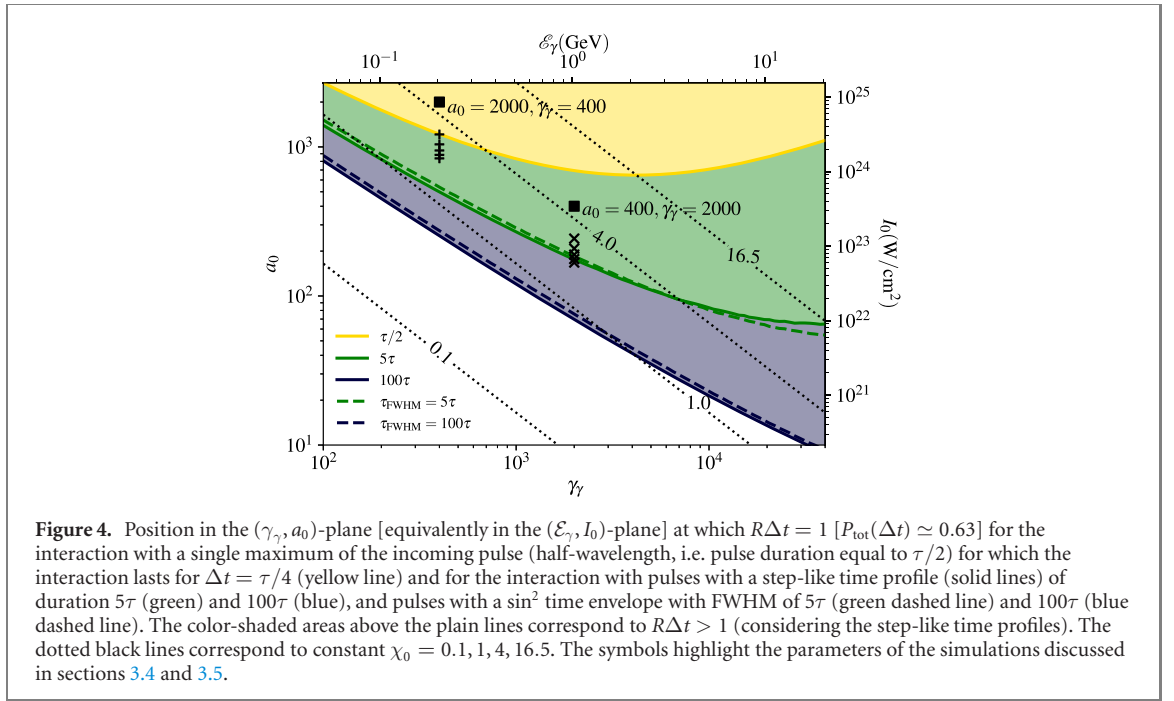 ℰγ(GeV)
10⁻¹ 10⁰ 10¹
a₀ = 2000, γγ = 400
a₀ = 400, γγ = 2000
4.0
16.5
0.1
1.0
τ/2
5τ
100τ
τFWHM = 5τ
τFWHM = 100τ
a₀
10³
10²
10¹
I₀(W/cm²)
10²⁵
10²⁴
10²³
10²²
10²¹
10² 10³ 10⁴
γγ
Figure 4. Position in the (γγ, a₀)-plane [equivalently in the (ℰγ, I₀)-plane] at which RΔt = 1 [Ptot(Δt) ≃ 0.63] for the
interaction with a single maximum of the incoming pulse (half-wavelength, i.e. pulse duration equal to τ/2) for which the
interaction lasts for Δt = τ/4 (yellow line) and for the interaction with pulses with a step-like time profile (solid lines) of
duration 5τ (green) and 100τ (blue), and pulses with a sin² time envelope with FWHM of 5τ (green dashed line) and 100τ (blue
dashed line). The color-shaded areas above the plain lines correspond to RΔt > 1 (considering the step-like time profiles). The
dotted black lines correspond to constant χ₀ = 0.1, 1, 4, 16.5. The symbols highlight the parameters of the simulations discussed
in sections 3.4 and 3.5.